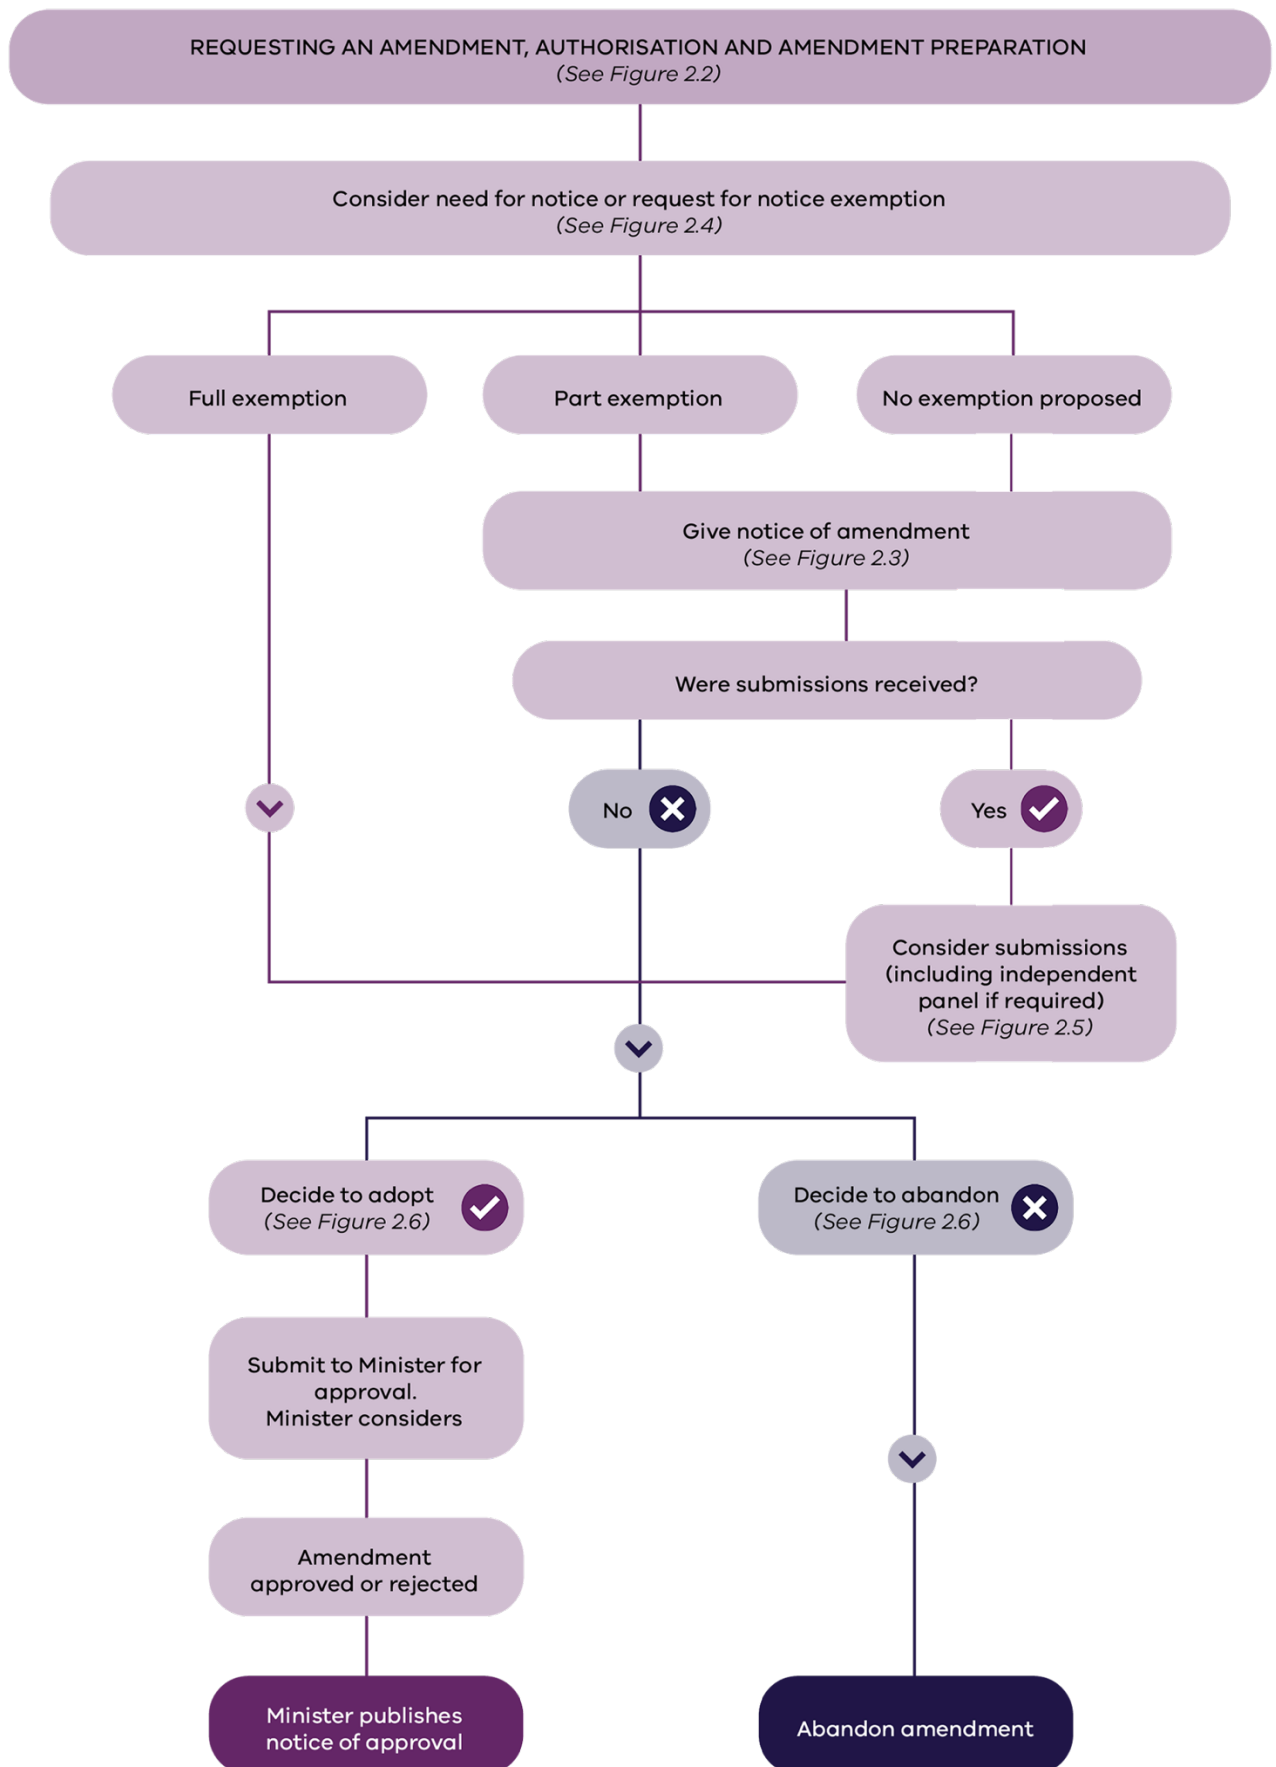 REQUESTING AN AMENDMENT, AUTHORISATION AND AMENDMENT PREPARATION
(See Figure 2.2)
Consider need for notice or request for notice exemption
(See Figure 2.4)
Full exemption
Part exemption
No exemption proposed
Give notice of amendment
(See Figure 2.3)
Were submissions received?
No
Yes
Consider submissions
(including independent
panel if required)
(See Figure 2.5)
Decide to adopt
(See Figure 2.6)
Decide to abandon
(See Figure 2.6)
Submit to Minister for
approval.
Minister considers
Amendment
approved or rejected
Minister publishes
notice of approval
Abandon amendment